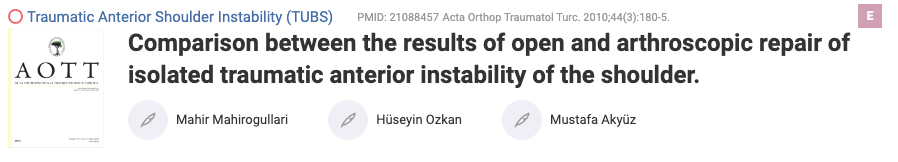 Traumatic Anterior Shoulder Instability (TUBS) PMID: 21088457 Acta Orthop Traumatol Turc. 2010;44(3):180-5. E
AOTT
Comparison between the results of open and arthroscopic repair of
isolated traumatic anterior instability of the shoulder.
Mahir Mahirogullari Hüseyin Ozkan Mustafa Akyüz